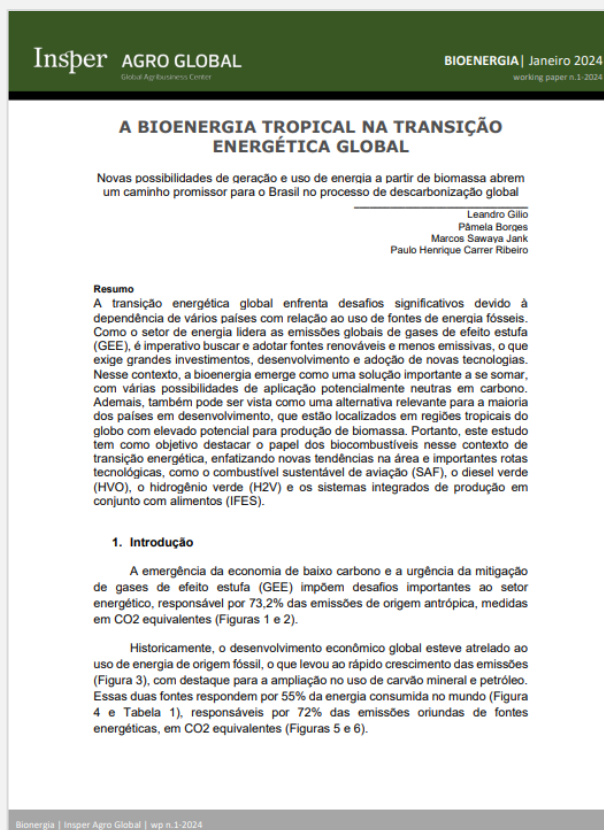 Insper AGRO GLOBAL
Global Agribusiness Center
BIOENERGIA| Janeiro 2024
working paper n.1-2024
A BIOENERGIA TROPICAL NA TRANSIÇÃO
ENERGÉTICA GLOBAL
Novas possibilidades de geração e uso de energia a partir de biomassa abrem
um caminho promissor para o Brasil no processo de descarbonização global
Leandro Gilio
Pâmela Borges
Marcos Sawaya Jank
Paulo Henrique Carrer Ribeiro
Resumo
A transição energética global enfrenta desafios significativos devido à
dependência de vários países com relação ao uso de fontes de energia fósseis.
Como o setor de energia lidera as emissões globais de gases de efeito estufa
(GEE), é imperativo buscar e adotar fontes renováveis e menos emissivas, o que
exige grandes investimentos, desenvolvimento e adoção de novas tecnologias.
Nesse contexto, a bioenergia emerge como uma solução importante a se somar,
com várias possibilidades de aplicação potencialmente neutras em carbono.
Ademais, também pode ser vista como uma alternativa relevante para a maioria
dos países em desenvolvimento, que estão localizados em regiões tropicais do
globo com elevado potencial para produção de biomassa. Portanto, este estudo
tem como objetivo destacar o papel dos biocombustíveis nesse contexto de
transição energética, enfatizando novas tendências na área e importantes rotas
tecnológicas, como o combustível sustentável de aviação (SAF), o diesel verde
(HVO), o hidrogênio verde (H2V) e os sistemas integrados de produção em
conjunto com alimentos (IFES).
1. Introdução
A emergência da economia de baixo carbono e a urgência da mitigação
de gases de efeito estufa (GEE) impõem desafios importantes ao setor
energético, responsável por 73,2% das emissões de origem antrópica, medidas
em CO2 equivalentes (Figuras 1 e 2).
Historicamente, o desenvolvimento econômico global esteve atrelado ao
uso de energia de origem fóssil, o que levou ao rápido crescimento das emissões
(Figura 3), com destaque para a ampliação no uso de carvão mineral e petróleo.
Essas duas fontes respondem por 55% da energia consumida no mundo (Figura
4 e Tabela 1), responsáveis por 72% das emissões oriundas de fontes
energéticas, em CO2 equivalentes (Figuras 5 e 6).
Bionergia | Insper Agro Global | wp n.1-2024